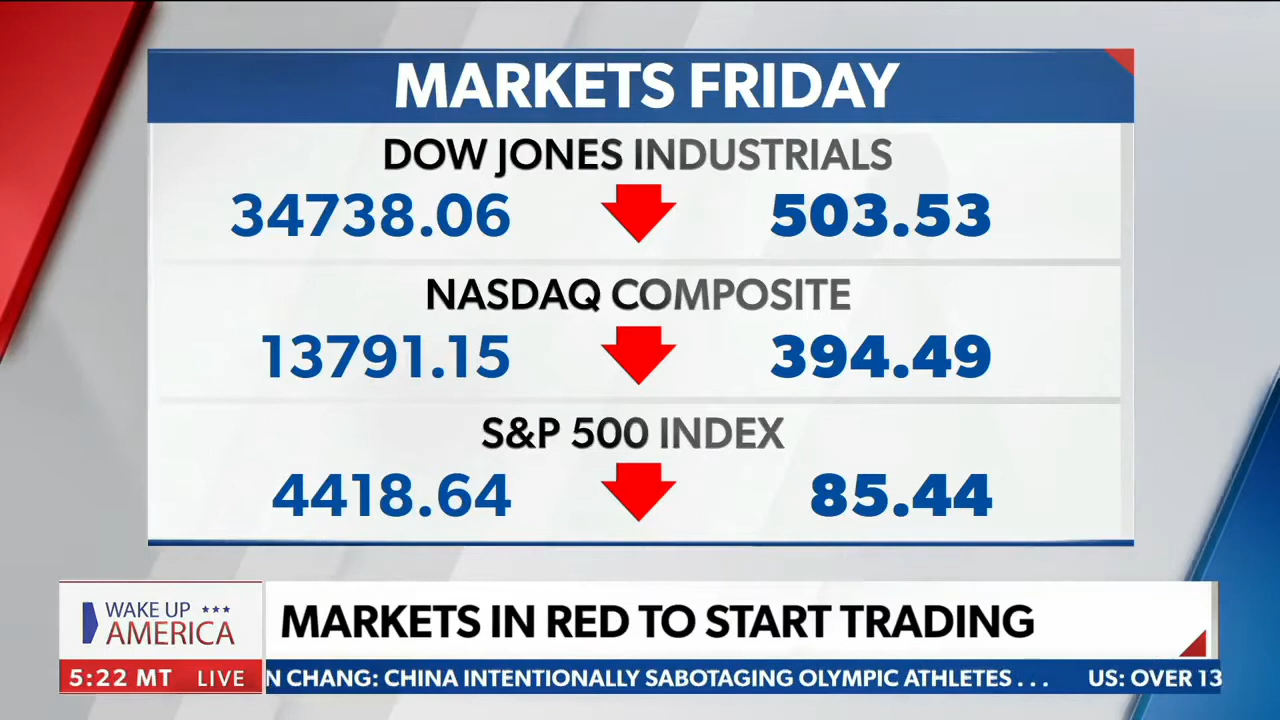 MARKETS FRIDAY
DOW JONES INDUSTRIALS
34738.06 503.53
NASDAQ COMPOSITE
13791.15 394.49
S&P 500 INDEX
4418.64 85.44
WAKE UP
AMERICA
MARKETS IN RED TO START TRADING
5:22 MT LIVE
N CHANG: CHINA INTENTIONALLY SABOTAGING OLYMPIC ATHLETES . . . US: OVER 13